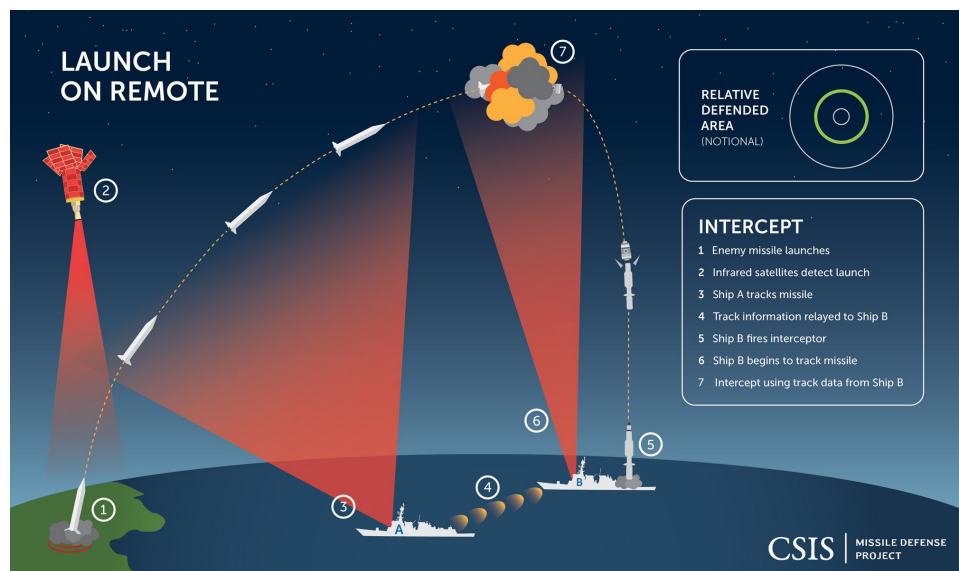 LAUNCH
ON REMOTE
7
RELATIVE
DEFENDED
AREA
(NOTIONAL)
2
INTERCEPT
1 Enemy missile launches
2 Infrared satellites detect launch
3 Ship A tracks missile
4 Track information relayed to Ship B
5 Ship B fires interceptor
6 Ship B begins to track missile
7 Intercept using track data from Ship B
6
5
B
4
3
1
A
CSIS
MISSILE DEFENSE
PROJECT